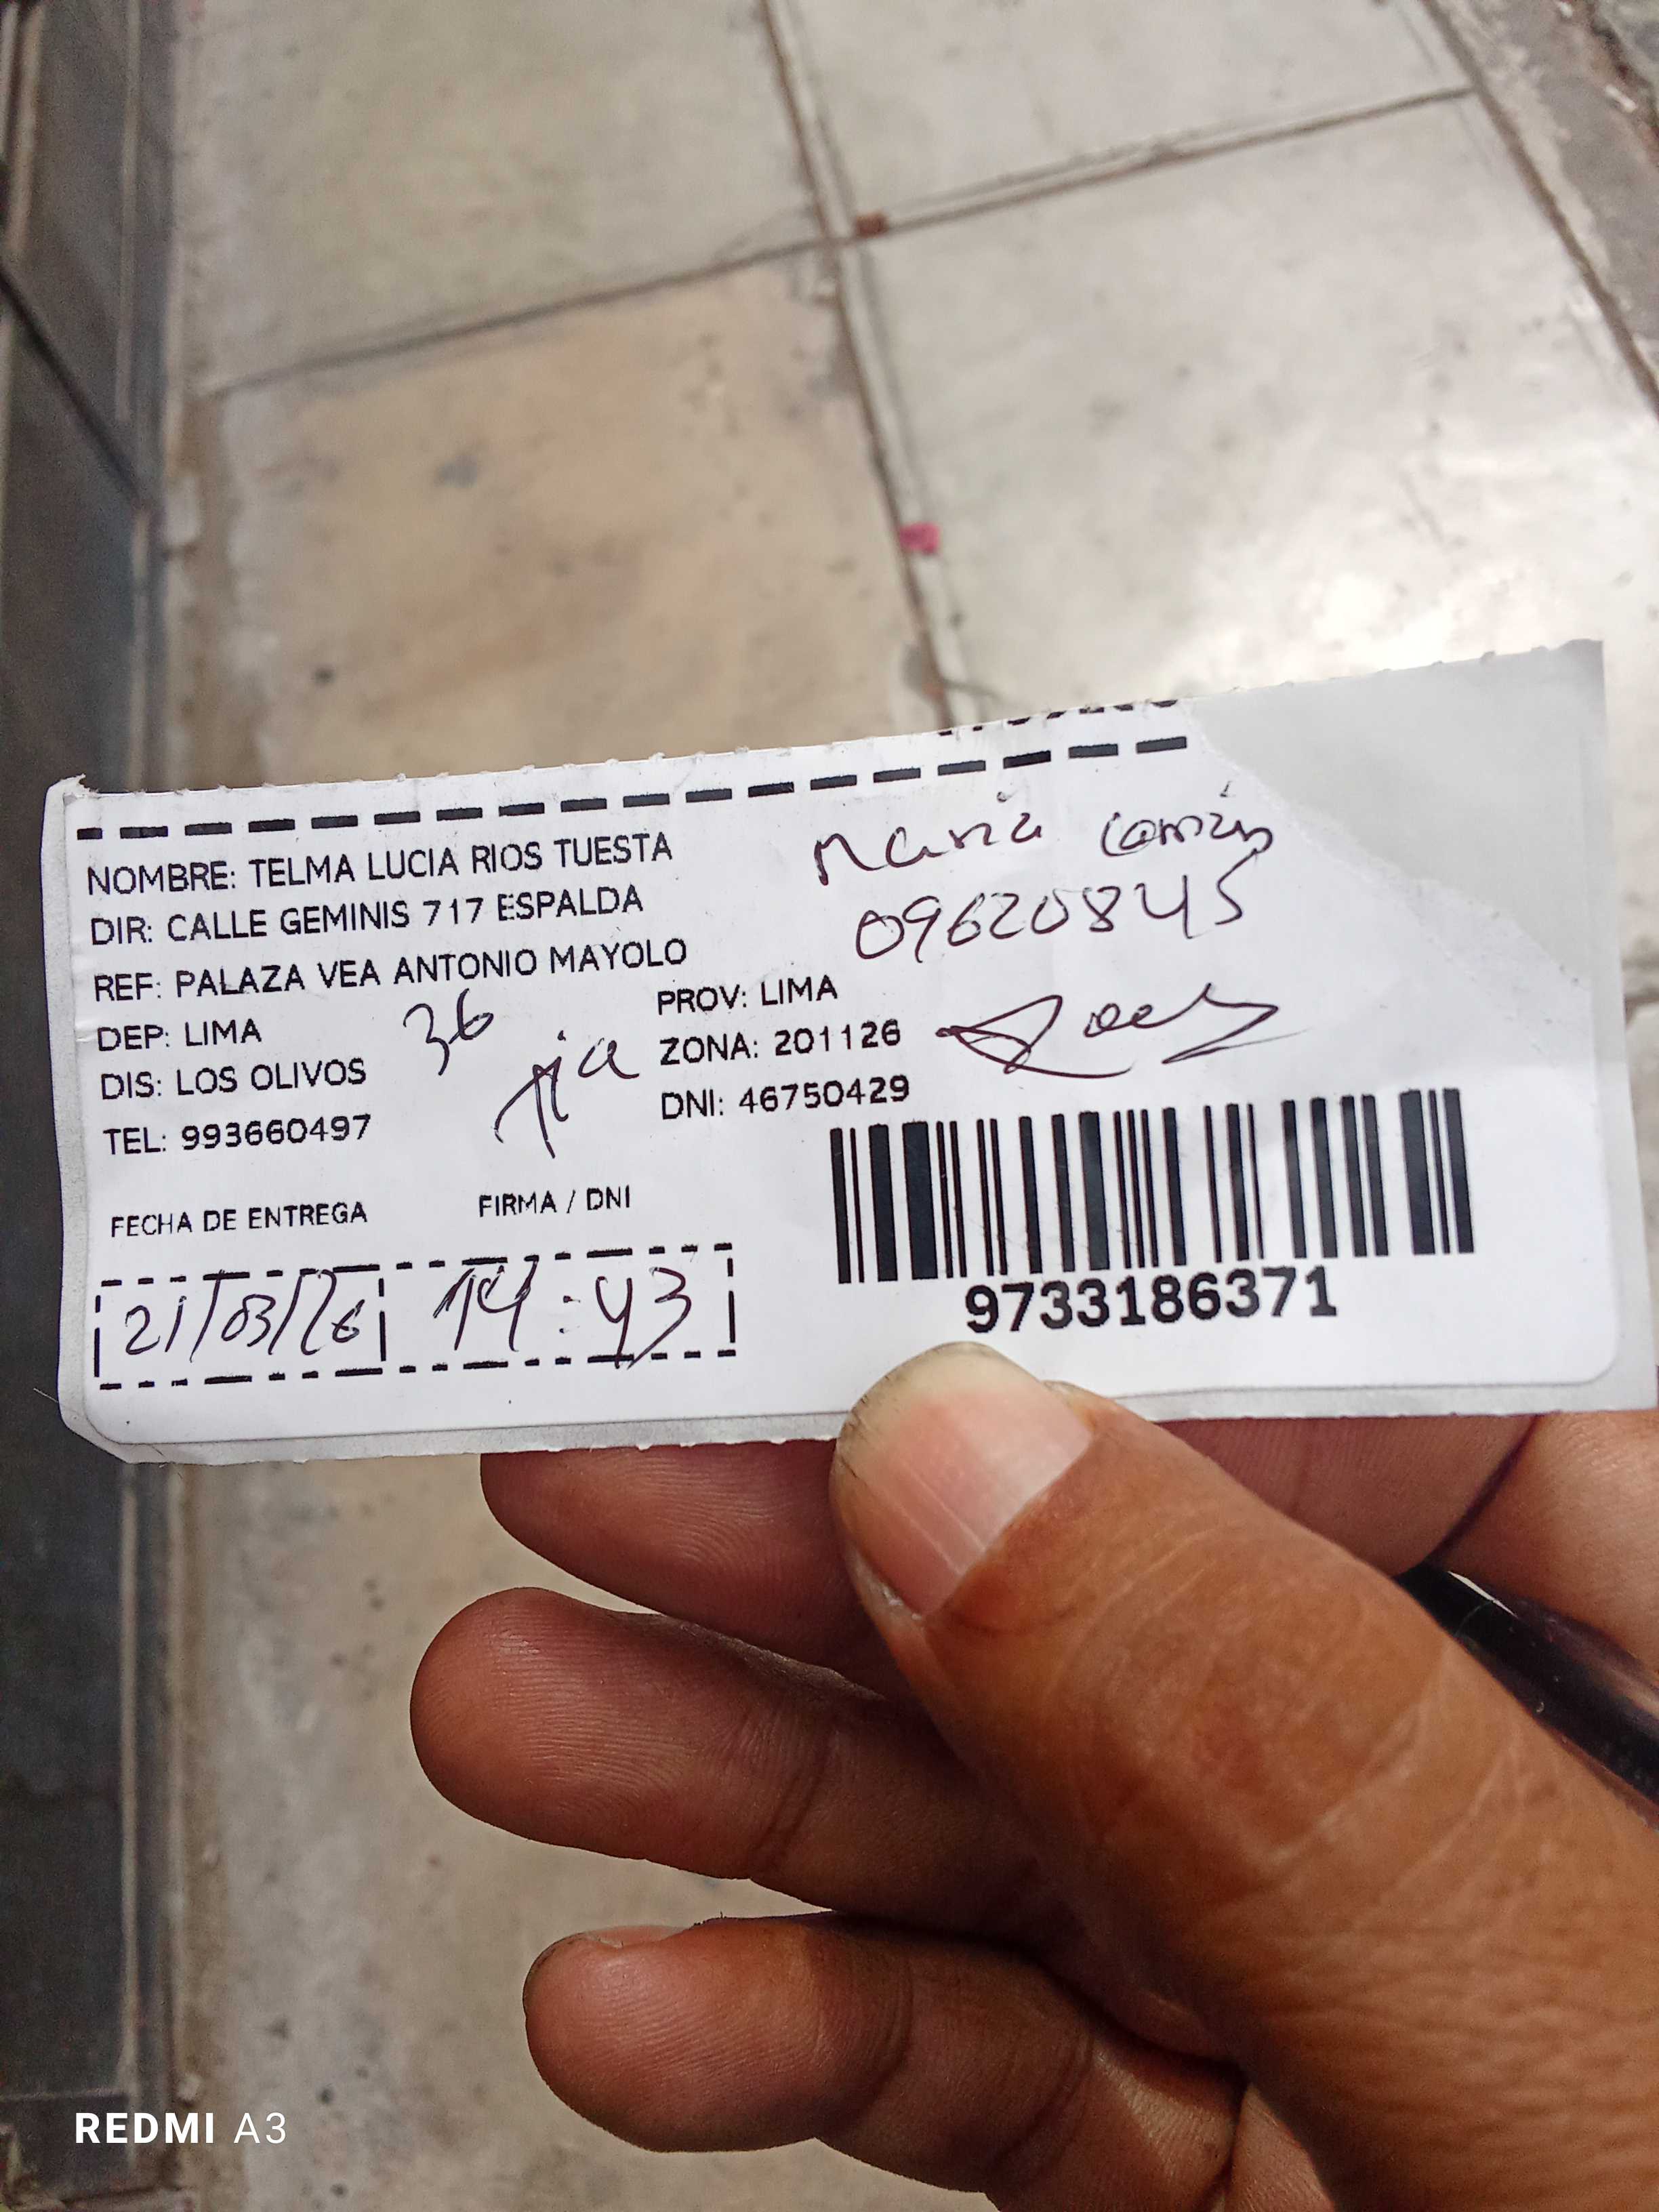 NOMBRE: TELMA LUCIA RIOS TUESTA
DIR: CALLE GEMINIS 717 ESPALDA
REF: PALAZA VEA ANTONIO MAYOLO
DEP: LIMA
PROV: LIMA
DIS: LOS OLIVOS
ZONA: 201126
TEL: 993660497
DNI: 46750429
36
Tia
Maria
09620845
FECHA DE ENTREGA
FIRMA / DNI
21/03/26
14:43
9733186371
REDMI A3